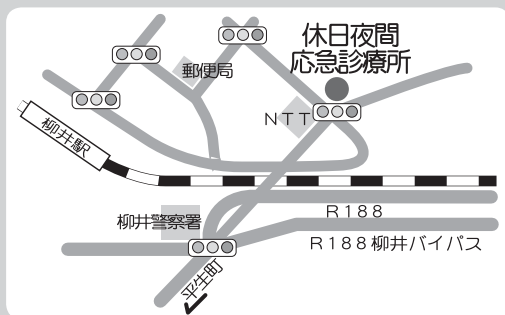 休日夜間
応急診療所
郵便局
NTT
柳井駅
R188
柳井警察署
R188柳井バイパス
平生町